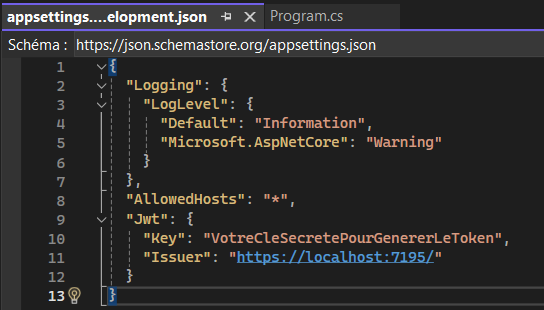 appsettings....elopment.json Program.cs
Schéma : https://json.schemastore.org/appsettings.json
1 {
2 "Logging": {
3 "LogLevel": {
4 "Default": "Information",
5 "Microsoft.AspNetCore": "Warning"
6 }
7 },
8 "AllowedHosts": "*",
9 "Jwt": {
10 "Key": "VotreCleSecretePourGenererLeToken",
11 "Issuer": "https://localhost:7195/"
12 }
13 }